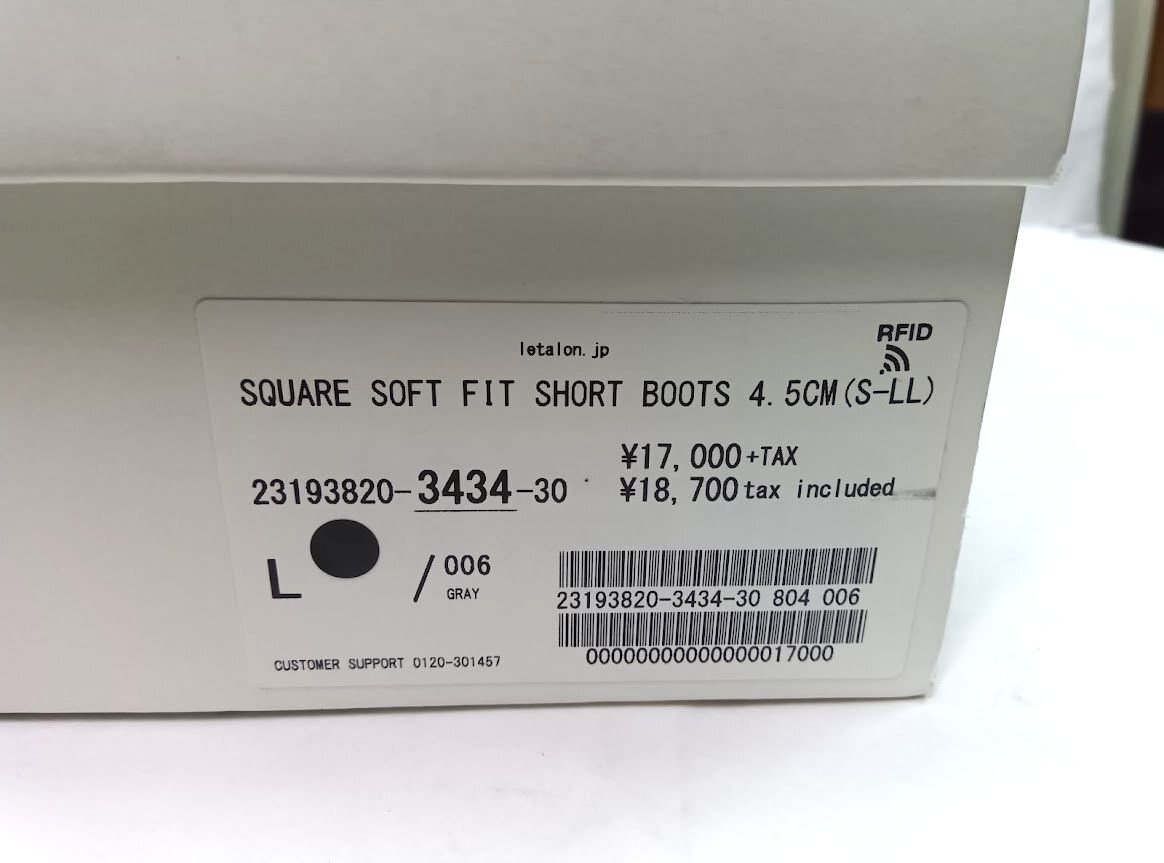 RFID
letalon.jp
SQUARE SOFT FIT SHORT BOOTS 4.5CM(S-LL)
¥17,000+TAX
23193820-3434-30
¥18,700 tax included
L / 006
GRAY
23193820-3434-30 804 006
CUSTOMER SUPPORT 0120-301457
00000000000000017000